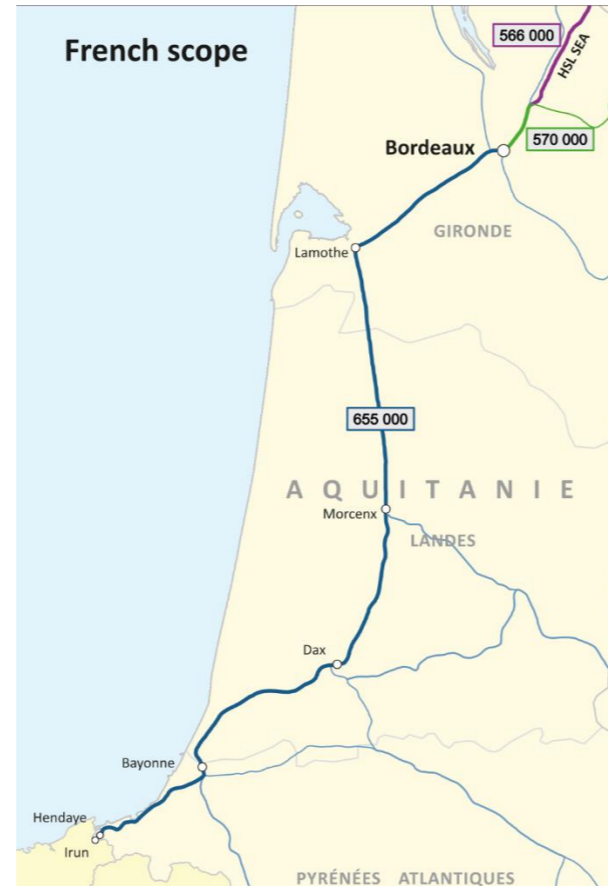 French scope
566 000
HSL SEA
570 000
Bordeaux
GIRONDE
Lamothe
655 000
AQUITANIE
Morcenx
LANDES
Dax
Bayonne
Hendaye
Irun
PYRÉNÉES ATLANTIQUES